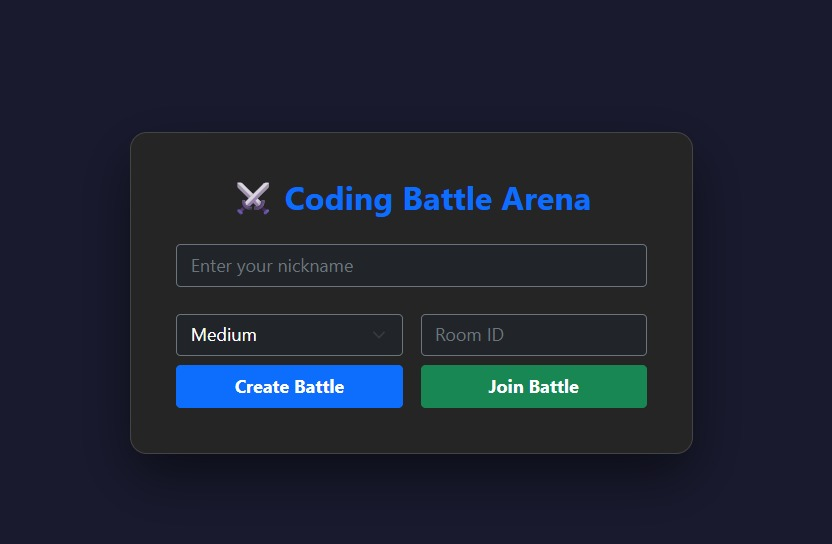 Coding Battle Arena
Enter your nickname
Medium
Room ID
Create Battle
Join Battle